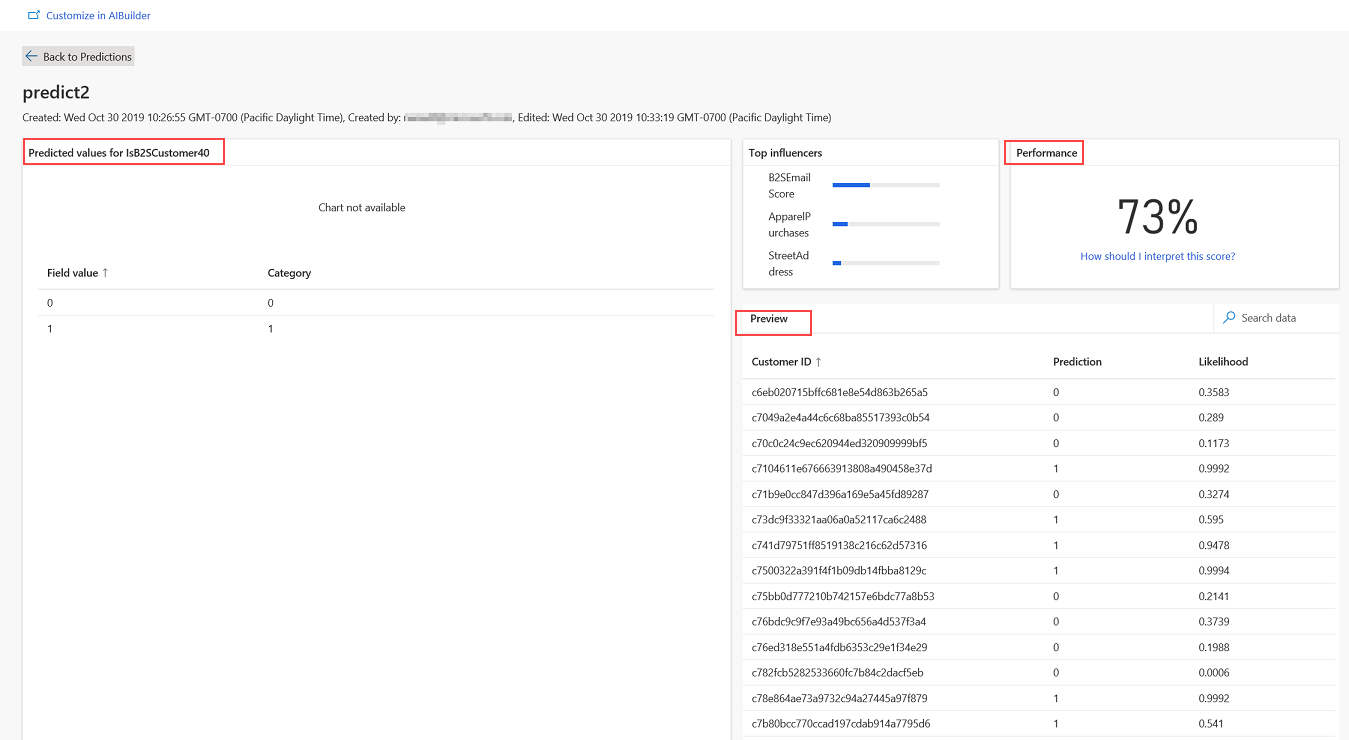 Customize in AIBuilder
Back to Predictions
predict2
Created: Wed Oct 30 2019 10:26:55 GMT-0700 (Pacific Daylight Time), Created by: , Edited: Wed Oct 30 2019 10:33:19 GMT-0700 (Pacific Daylight Time)
Predicted values for IsB2SCustomer40
Chart not available
Field value ↑ Category
0 0
1 1
Top influencers
B2SEmail
Score
ApparelP
urchases
StreetAd
dress
Performance
73%
How should I interpret this score?
Preview
Search data
Customer ID ↑ Prediction Likelihood
c6eb020715bffc681e8e54d863b265a5 0 0.3583
c7049a2e4a44c6c68ba85517393c0b54 0 0.289
c70c0c24c9ec620944ed320909999bf5 0 0.1173
c7104611e676663913808a490458e37d 1 0.9992
c71b9e0cc847d396a169e5a45fd89287 0 0.3274
c73dc9f33321aa06a0a52117ca6c2488 1 0.595
c741d79751ff8519138c216c62d57316 1 0.9478
c7500322a391f4f1b09db14fbba8129c 1 0.9994
c75bb0d777210b742157e6bdc77a8b53 0 0.2141
c76bdc9c9f7e93a49bc656a4d537f3a4 0 0.3739
c76ed318e551a4fdb6353c29e1f34e29 0 0.1988
c782fcb5282533660fc7b84c2dacf5eb 0 0.0006
c78e864ae73a9732c94a27445a97f879 1 0.9992
c7b80bcc770ccad197cdab914a7795d6 1 0.541